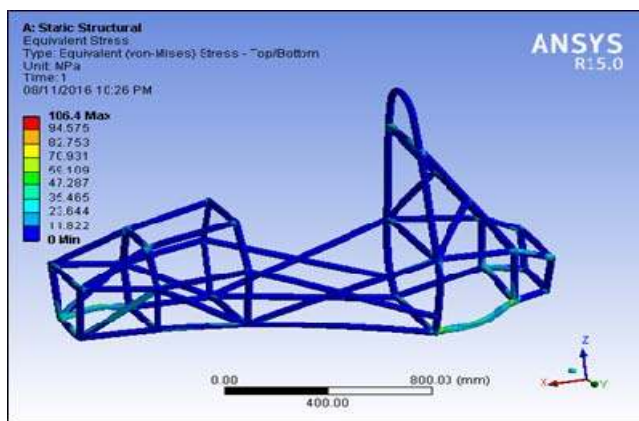 A: Static Structural
Equivalent Stress
Type: Equivalent (von-Mises) Stress - Top/Bottom
Unit: MPa
Time: 1
08/11/2016 10:26 PM
106.4 Max
94.575
82.753
70.931
59.109
47.287
35.465
23.644
11.822
0 Min
ANSYS
R15.0
0.00
800.03 (mm)
400.00
Z
X
Y